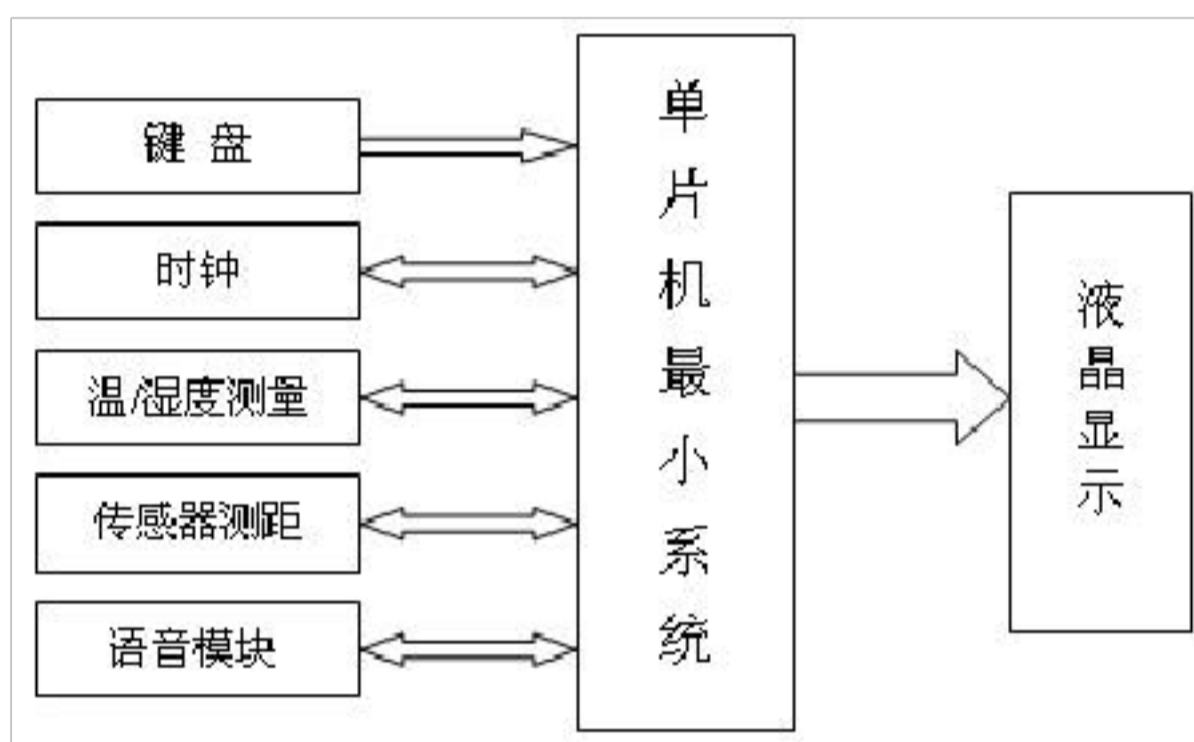 键 盘
时钟
温/湿度测量
传感器测距
语音模块
单片机最小系统
液晶显示